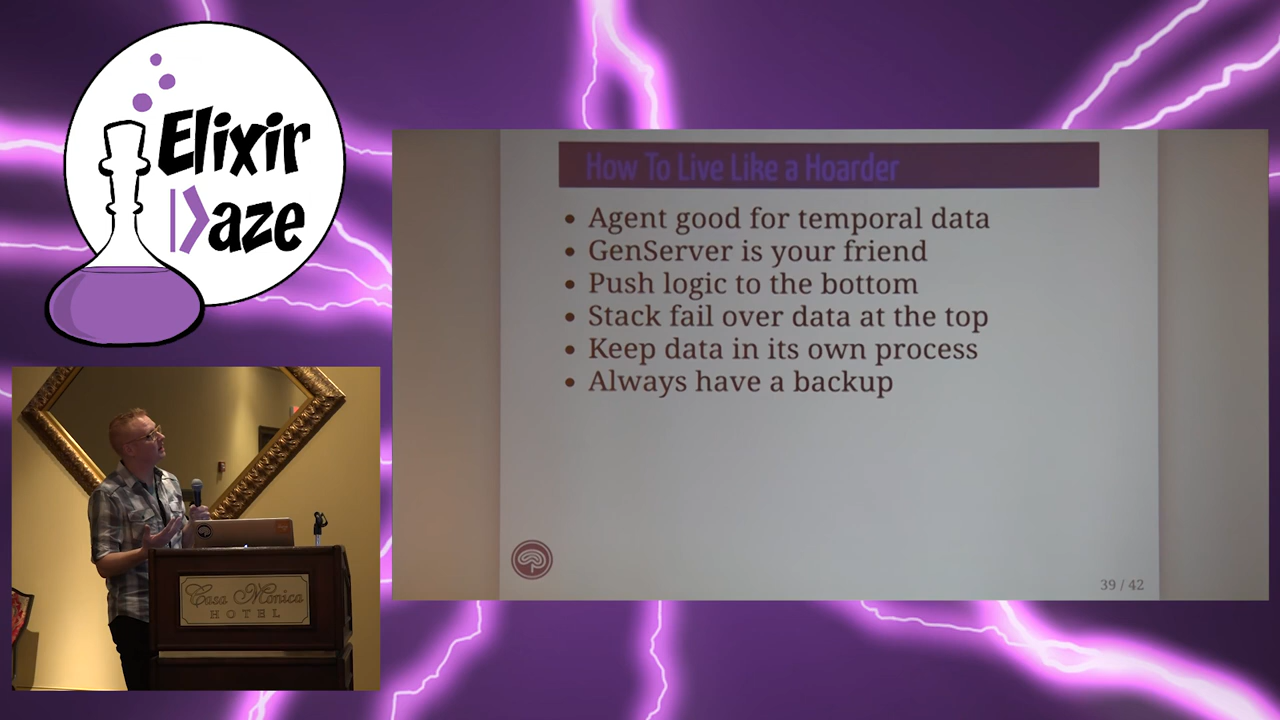 Elixir
Daze
How To Live Like a Hoarder
• Agent good for temporal data
• GenServer is your friend
• Push logic to the bottom
• Stack fail over data at the top
• Keep data in its own process
• Always have a backup
39 / 42
Casa Monica
HOTEL